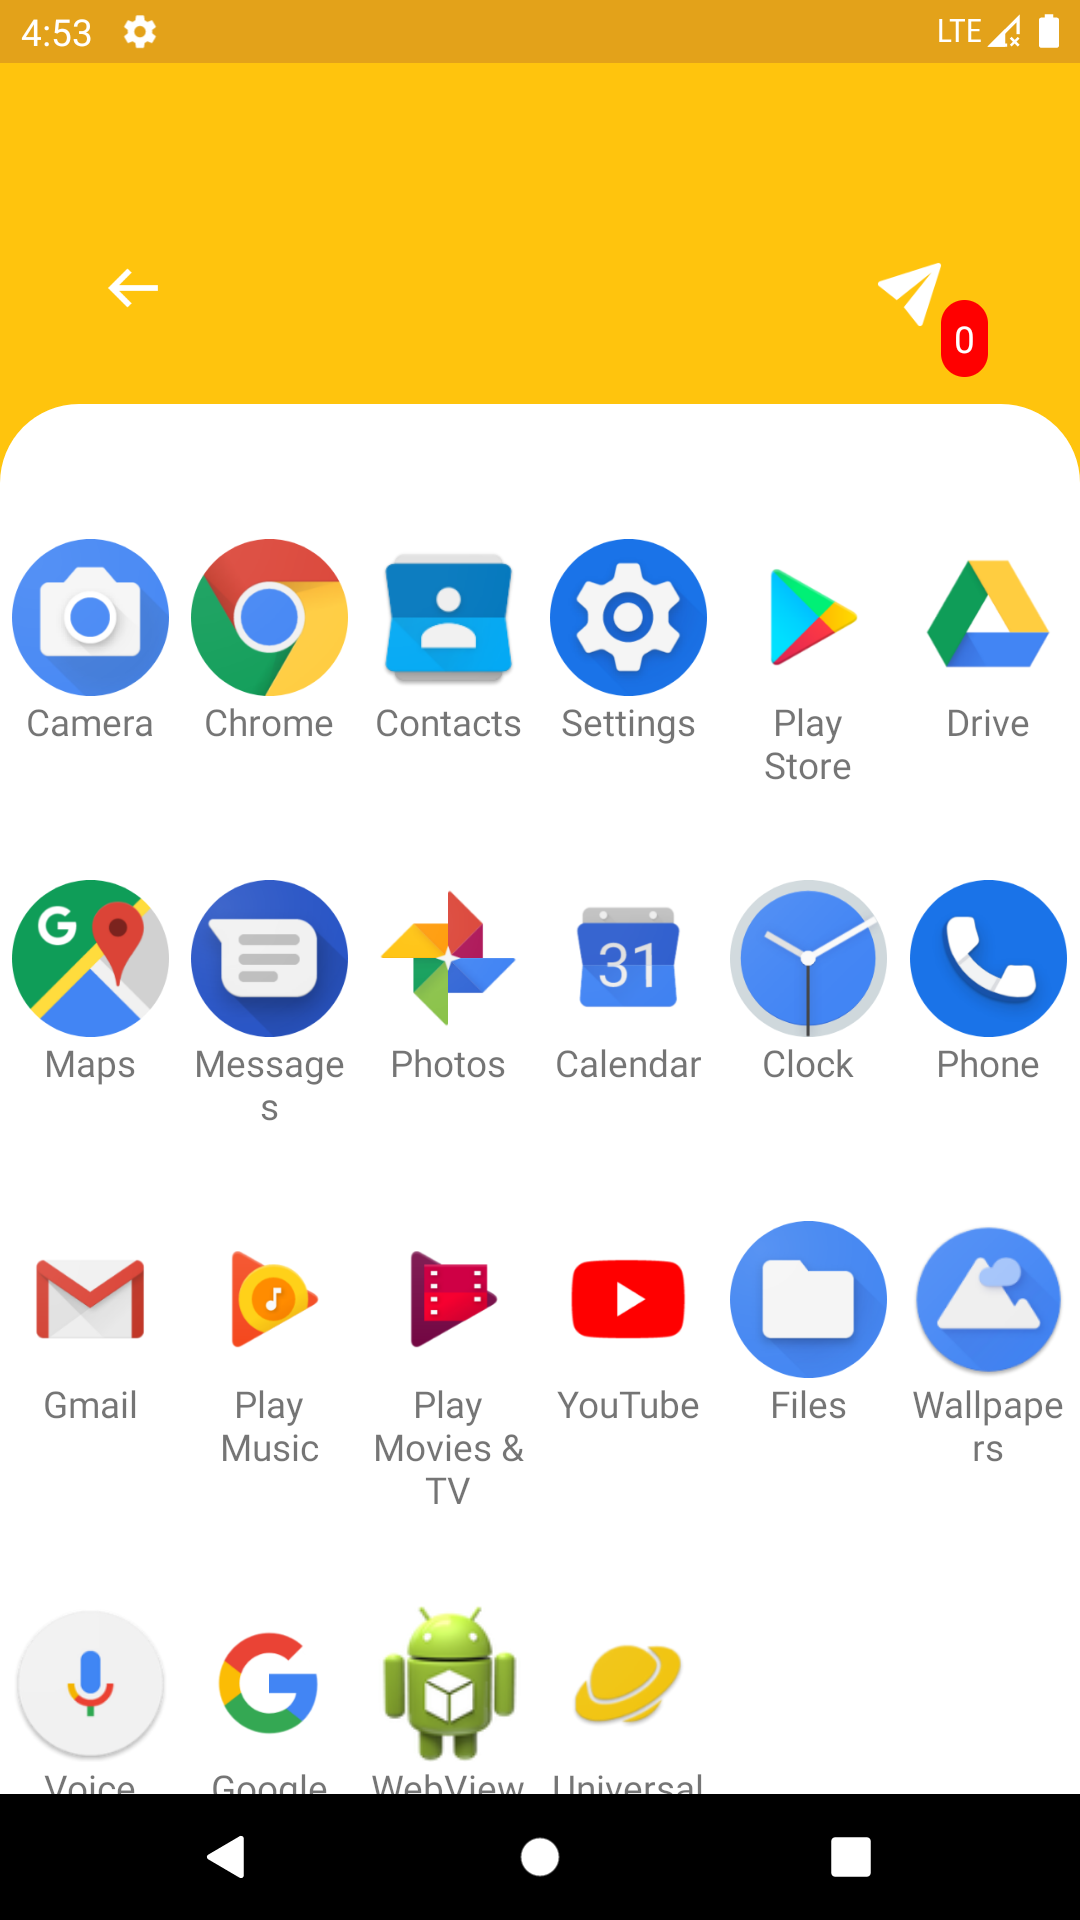 4:53
LTE
0
Camera
Chrome
Contacts
Settings
Play
Store
Drive
Maps
Message
s
Photos
31
Calendar
Clock
Phone
Gmail
Play
Music
Play
Movies &
TV
YouTube
Files
Wallpape
rs
Voice
Google
WebView
Universal